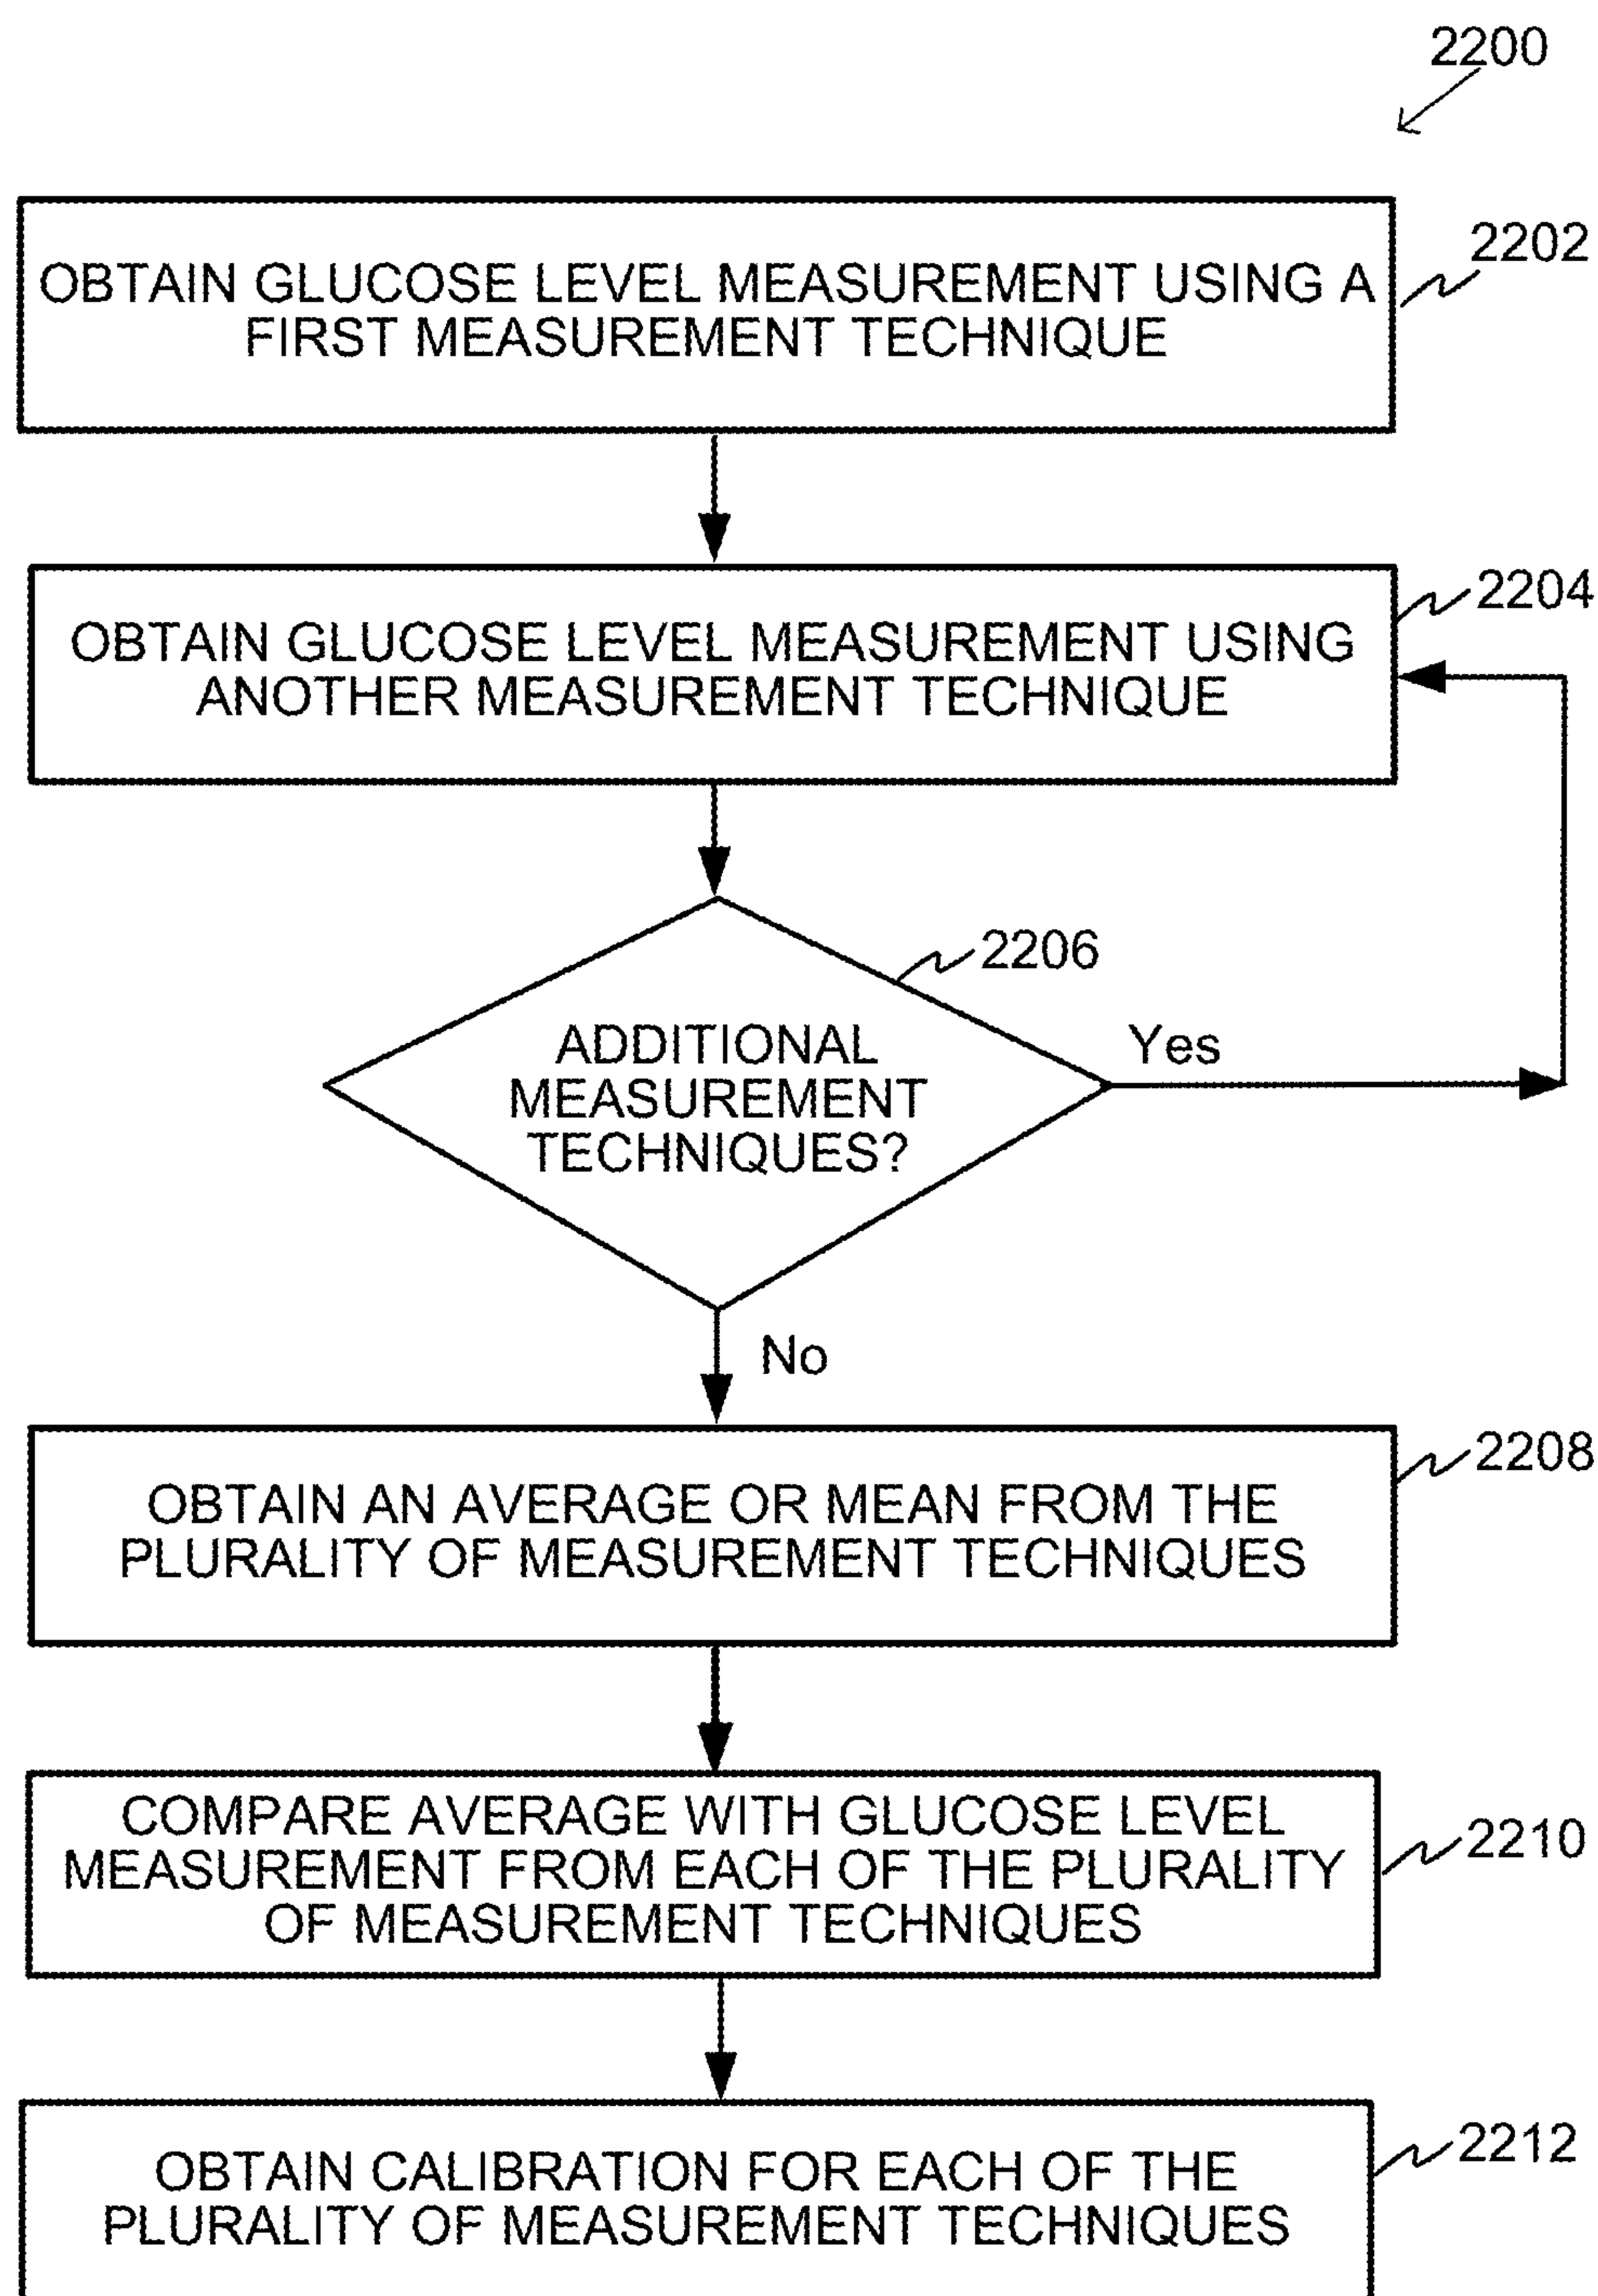 2200
OBTAIN GLUCOSE LEVEL MEASUREMENT USING A
FIRST MEASUREMENT TECHNIQUE
2202
OBTAIN GLUCOSE LEVEL MEASUREMENT USING
ANOTHER MEASUREMENT TECHNIQUE
2204
2206
ADDITIONAL
MEASUREMENT
TECHNIQUES?
Yes
No
OBTAIN AN AVERAGE OR MEAN FROM THE
PLURALITY OF MEASUREMENT TECHNIQUES
2208
COMPARE AVERAGE WITH GLUCOSE LEVEL
MEASUREMENT FROM EACH OF THE PLURALITY
OF MEASUREMENT TECHNIQUES
2210
OBTAIN CALIBRATION FOR EACH OF THE
PLURALITY OF MEASUREMENT TECHNIQUES
2212